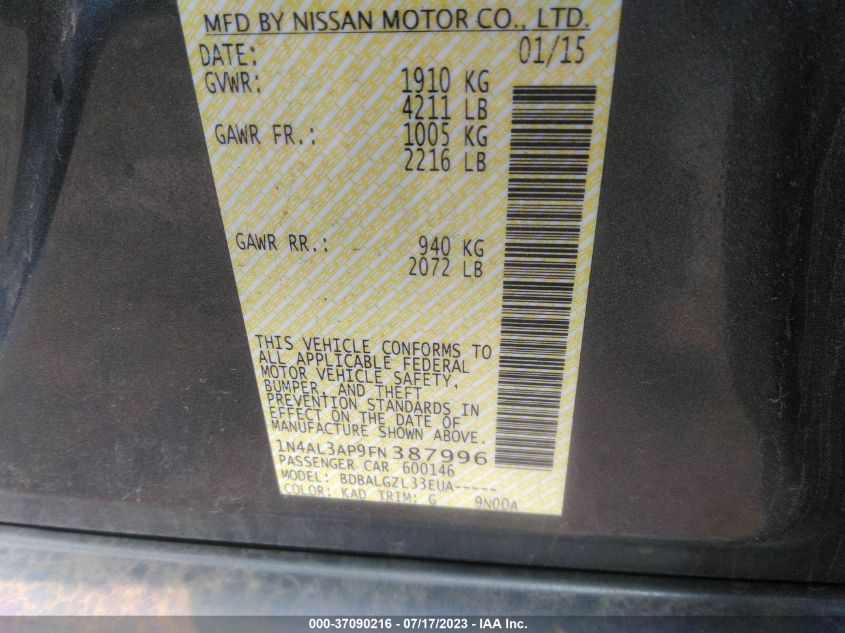 MFD BY NISSAN MOTOR CO., LTD.
DATE: 01/15
GVWR: 1910 KG
4211 LB
GAWR FR.: 1005 KG
2216 LB
GAWR RR.: 940 KG
2072 LB
THIS VEHICLE CONFORMS TO
ALL APPLICABLE FEDERAL
MOTOR VEHICLE SAFETY,
BUMPER, AND THEFT
PREVENTION STANDARDS IN
EFFECT ON THE DATE OF
MANUFACTURE SHOWN ABOVE.
1N4AL3AP9FN387996
PASSENGER CAR 600146
MODEL: BDBALGZL33EUA-----
COLOR: KAD TRIM: G 9N00A
000-37090216 - 07/17/2023 - IAA Inc.